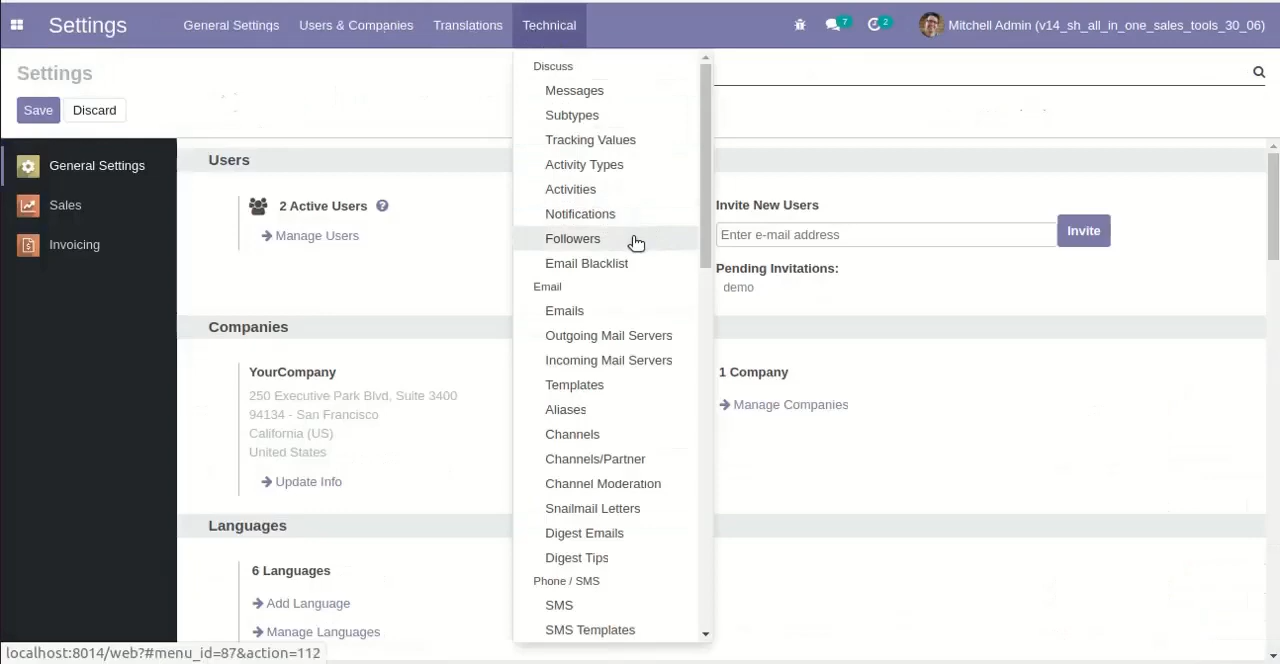 Settings
General Settings
Users & Companies
Translations
Technical
7
2
Mitchell Admin (v14_sh_all_in_one_sales_tools_30_06)
Settings
Save
Discard
General Settings
Sales
Invoicing
Discuss
Messages
Subtypes
Tracking Values
Activity Types
Activities
Notifications
Followers
Email Blacklist
Email
Emails
Outgoing Mail Servers
Incoming Mail Servers
Templates
Aliases
Channels
Channels/Partner
Channel Moderation
Snailmail Letters
Digest Emails
Digest Tips
Phone / SMS
SMS
SMS Templates
Users
2 Active Users
?
Manage Users
Invite New Users
Enter e-mail address
Invite
Pending Invitations:
demo
Companies
YourCompany
250 Executive Park Blvd, Suite 3400
94134 - San Francisco
California (US)
United States
Update Info
1 Company
Manage Companies
Languages
6 Languages
Add Language
Manage Languages
localhost:8014/web?#menu_id=87&action=112